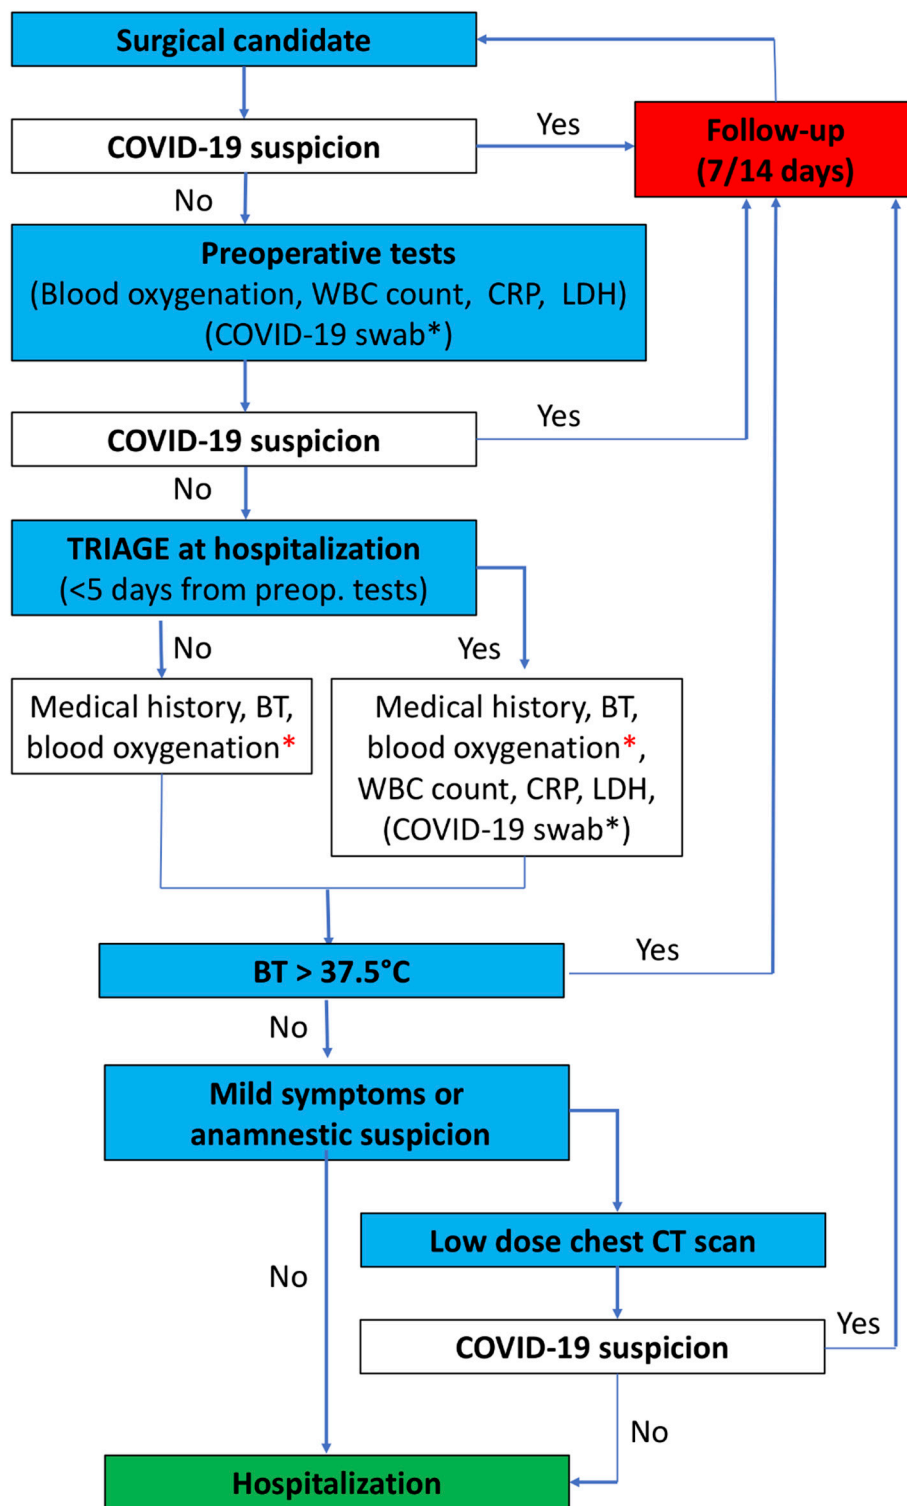 Surgical candidate
COVID-19 suspicion
Yes
Follow-up
(7/14 days)
No
Preoperative tests
(Blood oxygenation, WBC count, CRP, LDH)
(COVID-19 swab*)
COVID-19 suspicion
Yes
No
TRIAGE at hospitalization
(<5 days from preop. tests)
No
Yes
Medical history, BT,
blood oxygenation*
Medical history, BT,
blood oxygenation*,
WBC count, CRP, LDH,
(COVID-19 swab*)
BT > 37.5°C
Yes
No
Mild symptoms or
anamnestic suspicion
Low dose chest CT scan
No
COVID-19 suspicion
Yes
No
Hospitalization